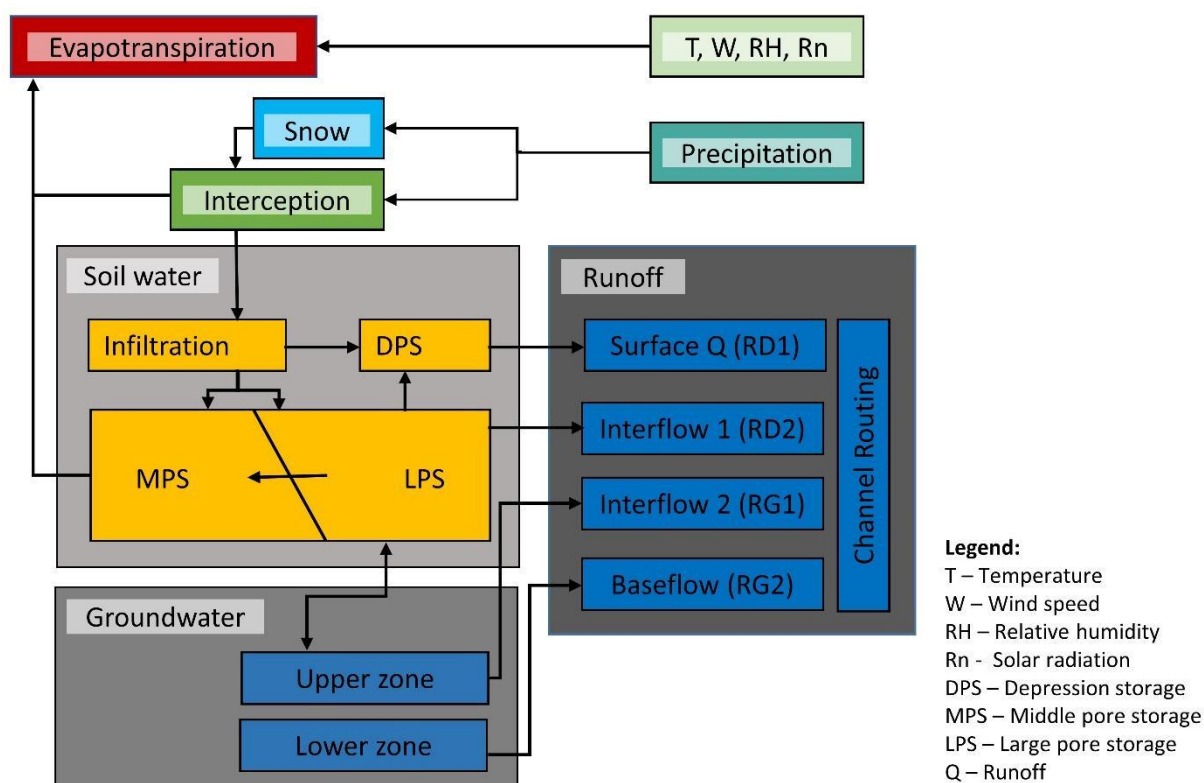 Evapotranspiration
T, W, RH, Rn
Snow
Precipitation
Interception
Soil water
Runoff
Infiltration
DPS
Surface Q (RD1)
Interflow 1 (RD2)
MPS
LPS
Interflow 2 (RG1)
Channel Routing
Baseflow (RG2)
Groundwater
Upper zone
Lower zone
Legend:
T – Temperature
W – Wind speed
RH – Relative humidity
Rn - Solar radiation
DPS – Depression storage
MPS – Middle pore storage
LPS – Large pore storage
Q – Runoff